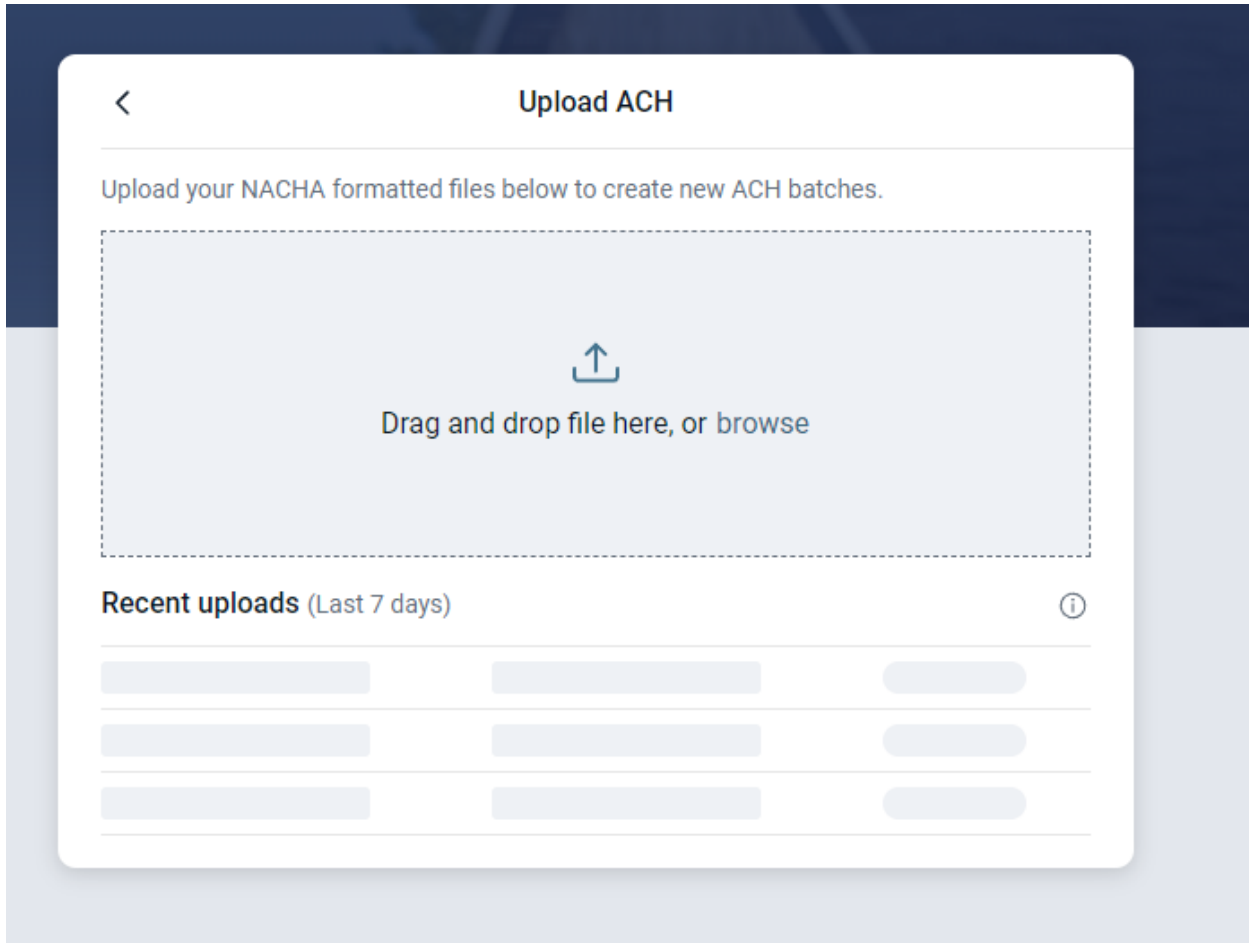 Upload ACH
Upload your NACHA formatted files below to create new ACH batches.
Drag and drop file here, or browse
Recent uploads (Last 7 days)